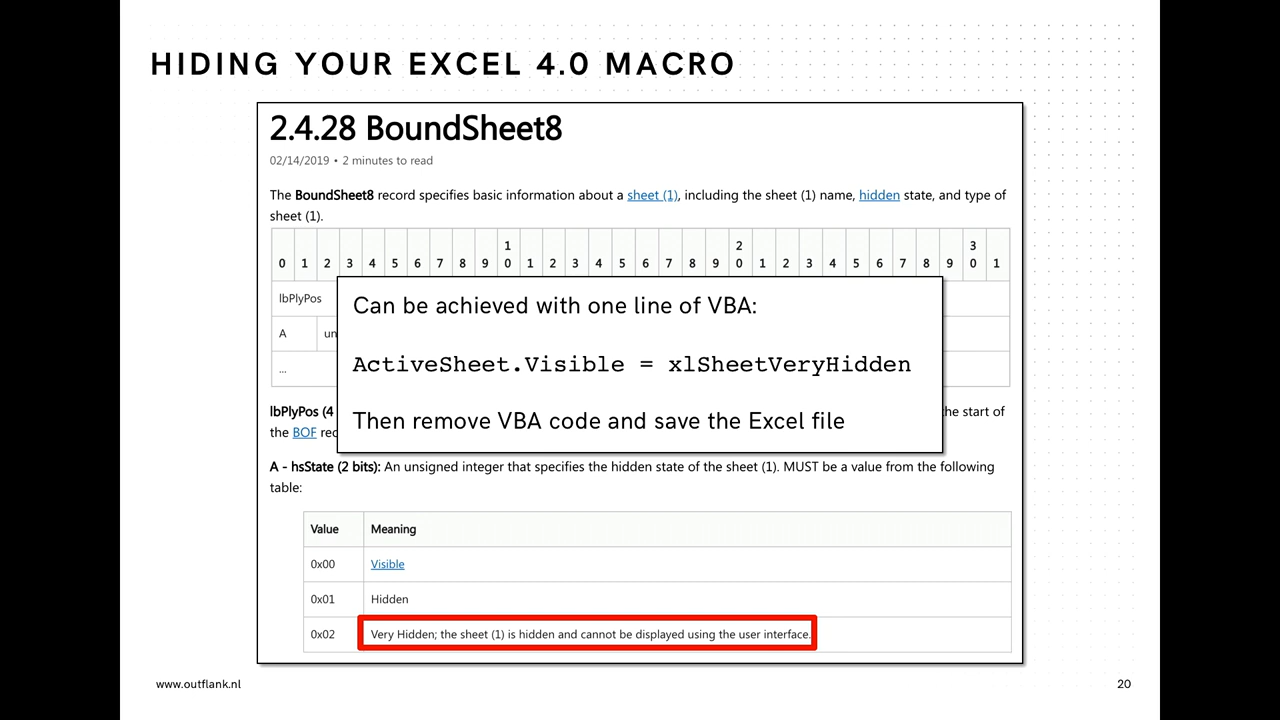 HIDING YOUR EXCEL 4.0 MACRO
2.4.28 BoundSheet8
02/14/2019 • 2 minutes to read
The BoundSheet8 record specifies basic information about a sheet (1), including the sheet (1) name, hidden state, and type of
sheet (1).
0 1 2 3 4 5 6 7 8 9 10 1 2 3 4 5 6 7 8 9 20 1 2 3 4 5 6 7 8 9 30 1
lbPlyPos
A un
...
Can be achieved with one line of VBA:
ActiveSheet.Visible = xlSheetVeryHidden
Then remove VBA code and save the Excel file
lbPlyPos (4 the start of
the BOF rec
A - hsState (2 bits): An unsigned integer that specifies the hidden state of the sheet (1). MUST be a value from the following
table:
Value Meaning
0x00 Visible
0x01 Hidden
0x02 Very Hidden; the sheet (1) is hidden and cannot be displayed using the user interface.
www.outflank.nl 20